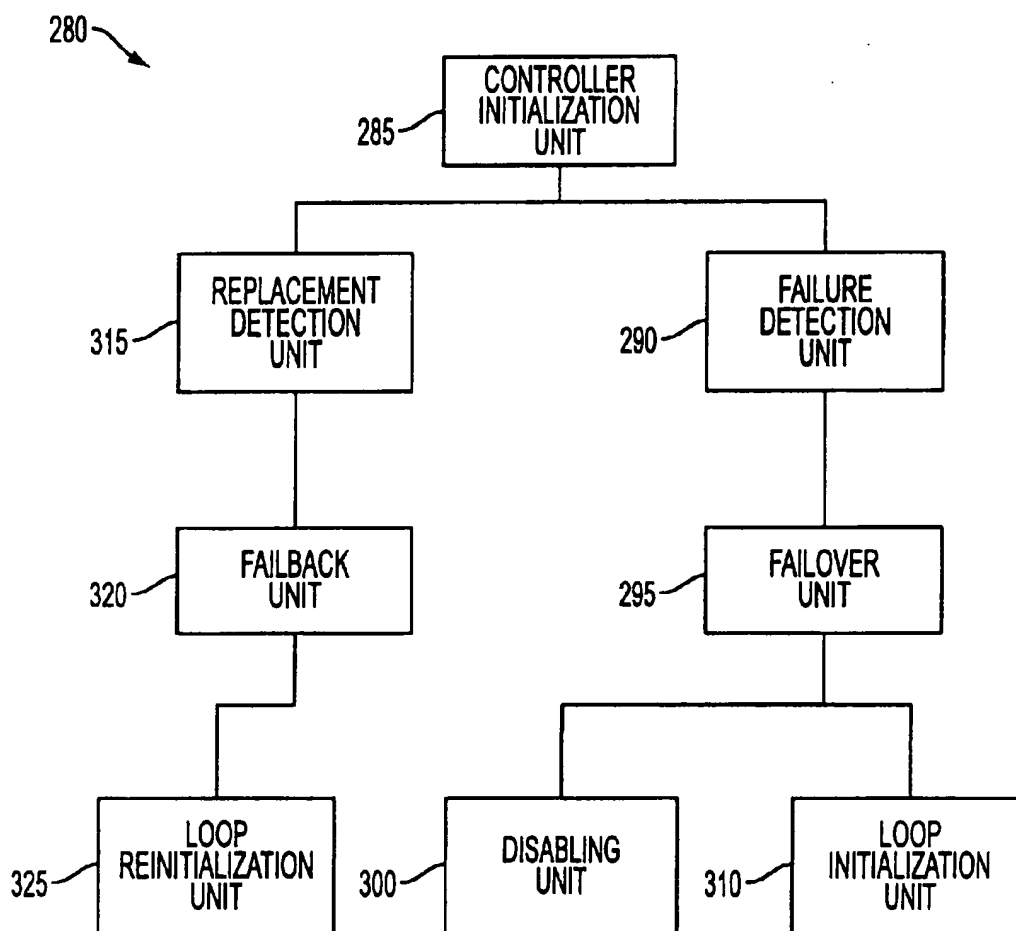 280
CONTROLLER
INITIALIZATION
UNIT
285
REPLACEMENT
DETECTION
UNIT
315
FAILURE
DETECTION
UNIT
290
FAILBACK
UNIT
320
FAILOVER
UNIT
295
LOOP
REINITIALIZATION
UNIT
325
DISABLING
UNIT
300
LOOP
INITIALIZATION
UNIT
310